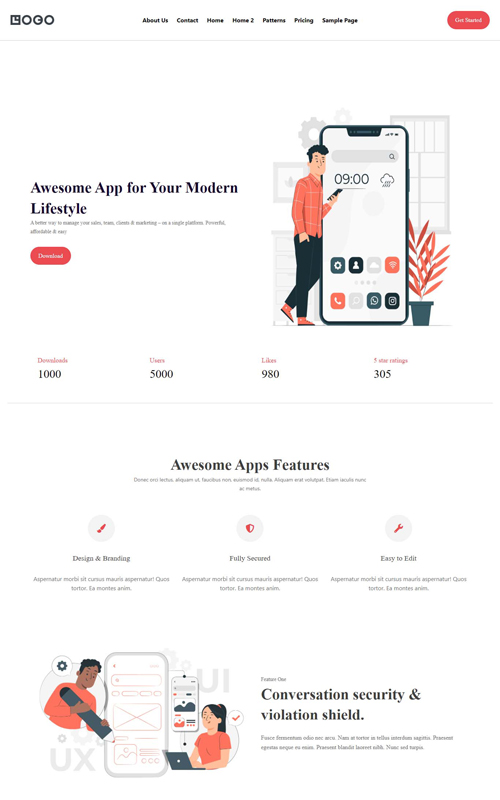 LOGO
About Us Contact Home Home 2 Patterns Pricing Sample Page
Get Started
Awesome App for Your Modern
Lifestyle
A better way to manage your sales, team, clients & marketing – on a single platform. Powerful,
affordable & easy
Download
09:00
Downloads Users Likes 5 star ratings
1000 5000 980 305
Awesome Apps Features
Donec orci lectus, aliquam ut, faucibus non, euismod id, nulla. Aliquam erat volutpat. Etiam iaculis nunc
ac metus.
Design & Branding Fully Secured Easy to Edit
Aspernatur morbi sit cursus mauris aspernatur! Quos Aspernatur morbi sit cursus mauris aspernatur! Quos Aspernatur morbi sit cursus mauris aspernatur! Quos
tortor. Ea montes anim. tortor. Ea montes anim. tortor. Ea montes anim.
UI
UX
Feature One
Conversation security &
violation shield.
Fusce fermentum odio nec arcu. Nam at tortor in tellus interdum sagittis. Praesent
egestas neque eu enim. Praesent blandit laoreet nibh. Nunc sed turpis.